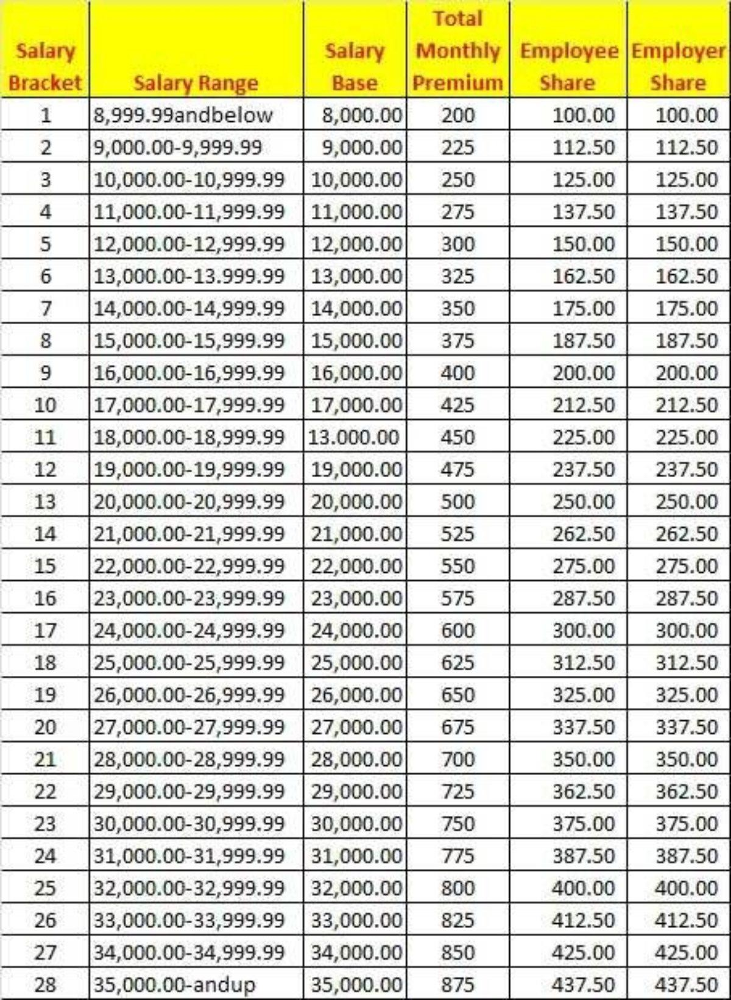 Salary Bracket Salary Range Salary Base Total Monthly Premium Employee Share Employer Share
1 8,999.99andbelow 8,000.00 200 100.00 100.00
2 9,000.00-9,999.99 9,000.00 225 112.50 112.50
3 10,000.00-10,999.99 10,000.00 250 125.00 125.00
4 11,000.00-11,999.99 11,000.00 275 137.50 137.50
5 12,000.00-12,999.99 12,000.00 300 150.00 150.00
6 13,000.00-13.999.99 13,000.00 325 162.50 162.50
7 14,000.00-14,999.99 14,000.00 350 175.00 175.00
8 15,000.00-15,999.99 15,000.00 375 187.50 187.50
9 16,000.00-16,999.99 16,000.00 400 200.00 200.00
10 17,000.00-17,999.99 17,000.00 425 212.50 212.50
11 18,000.00-18,999.99 13.000.00 450 225.00 225.00
12 19,000.00-19,999.99 19,000.00 475 237.50 237.50
13 20,000.00-20,999.99 20,000.00 500 250.00 250.00
14 21,000.00-21,999.99 21,000.00 525 262.50 262.50
15 22,000.00-22,999.99 22,000.00 550 275.00 275.00
16 23,000.00-23,999.99 23,000.00 575 287.50 287.50
17 24,000.00-24,999.99 24,000.00 600 300.00 300.00
18 25,000.00-25,999.99 25,000.00 625 312.50 312.50
19 26,000.00-26,999.99 26,000.00 650 325.00 325.00
20 27,000.00-27,999.99 27,000.00 675 337.50 337.50
21 28,000.00-28,999.99 28,000.00 700 350.00 350.00
22 29,000.00-29,999.99 29,000.00 725 362.50 362.50
23 30,000.00-30,999.99 30,000.00 750 375.00 375.00
24 31,000.00-31,999.99 31,000.00 775 387.50 387.50
25 32,000.00-32,999.99 32,000.00 800 400.00 400.00
26 33,000.00-33,999.99 33,000.00 825 412.50 412.50
27 34,000.00-34,999.99 34,000.00 850 425.00 425.00
28 35,000.00-andup 35,000.00 875 437.50 437.50